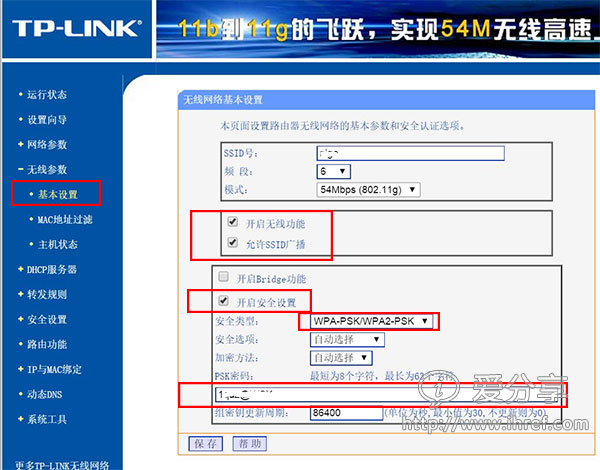 TP-LINK®
11b到11g的飞跃，实现54M无线高速
运行状态
设置向导
网络参数
无线参数
基本设置
MAC地址过滤
主机状态
DHCP服务器
转发规则
安全设置
路由功能
IP与MAC绑定
动态DNS
系统工具
更多TP-LINK无线网络
无线网络基本设置
本页面设置路由器无线网络的基本参数和安全认证选项。
SSID号：
频 段： 6
模式： 54Mbps (802.11g)
开启无线功能
允许SSID广播
开启Bridge功能
开启安全设置
安全类型： WPA-PSK/WPA2-PSK
安全选项： 自动选择
加密方法： 自动选择
PSK密码： 最短为8个字符，最长为63个字符
组密钥更新周期： 86400 (单位为秒,最小值为30,不更新则为0)
保 存 帮 助
爱分享
http://www.ihref.com